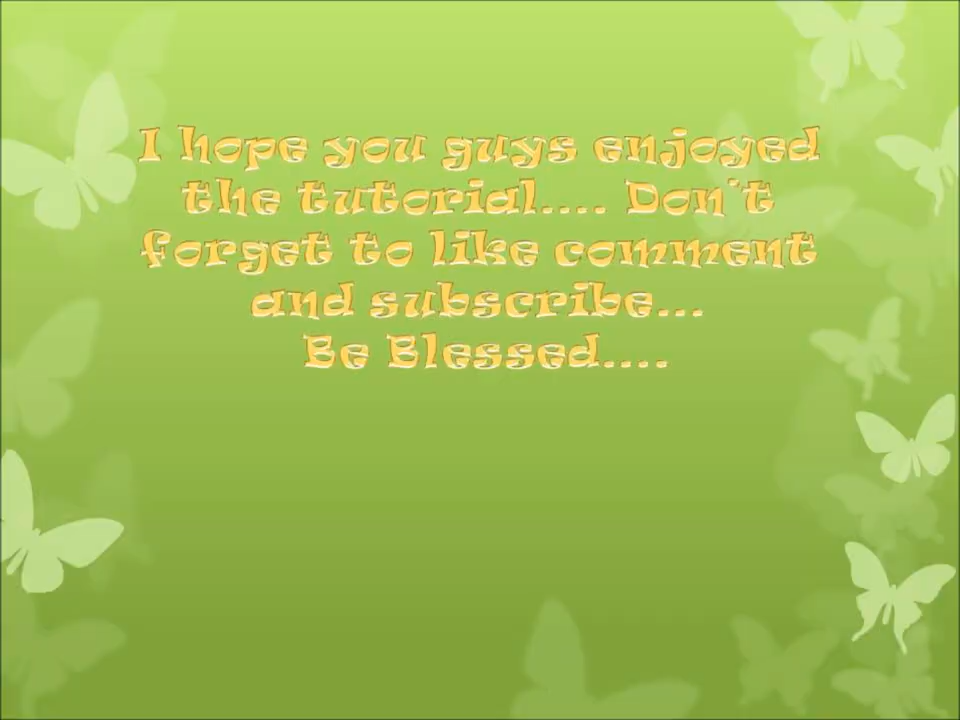 I hope you guys enjoyed
the tutorial.... Don't
forget to like comment
and subscribe...
Be Blessed....